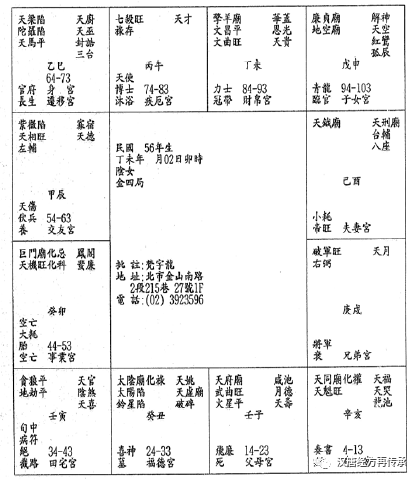 天梁陷 天廚
陀羅陷 天巫
天馬平 封誥
三台
乙巳
64-73
官府 身 宮
長生 遷移宮
七殺旺 天才
祿存
丙午
天使
博士 74-83
沐浴 疾厄宮
擎羊廟 華蓋
文昌平 恩光
文曲旺 天貴
丁未
力士 84-93
冠帶 財帛宮
廉貞廟 解神
地空廟 天空
紅鸞
孤辰
戊申
青龍 94-103
臨官 子女宮
紫微陷 寡宿
天相旺 天德
左輔
甲辰
天傷
伏兵 54-63
養 交友宮
民國 56年生
丁未年 月02日卯時
陰女
金四局
批註:梵宇龍
地址:北市金山南路
2段215巷 27號1F
電話:(02) 3923596
天鉞廟 天刑廟
台輔
八座
己酉
小耗
帝旺 夫妻宮
巨門廟化忌 鳳閣
天機旺化科 蜚廉
癸卯
空亡
大耗
胎 44-53
空亡 事業宮
破軍旺 天月
右弼
庚戌
將軍
衰 兄弟宮
貪狼平 天官
地劫平 陰煞
天喜
壬寅
旬中
病符
絕 34-43
截路 田宅宮
太陰廟化祿 天姚
太陽陷 天虛廟
鈴星陷 破碎
癸丑
喜神 24-33
墓 福德宮
天府廟 咸池
武曲旺 月德
火星平 天壽
壬子
飛廉 14-23
死 父母宮
天同廟化權 天福
天魁旺 天哭
龍池
辛亥
奏書 4-13
汉唐经方再传承